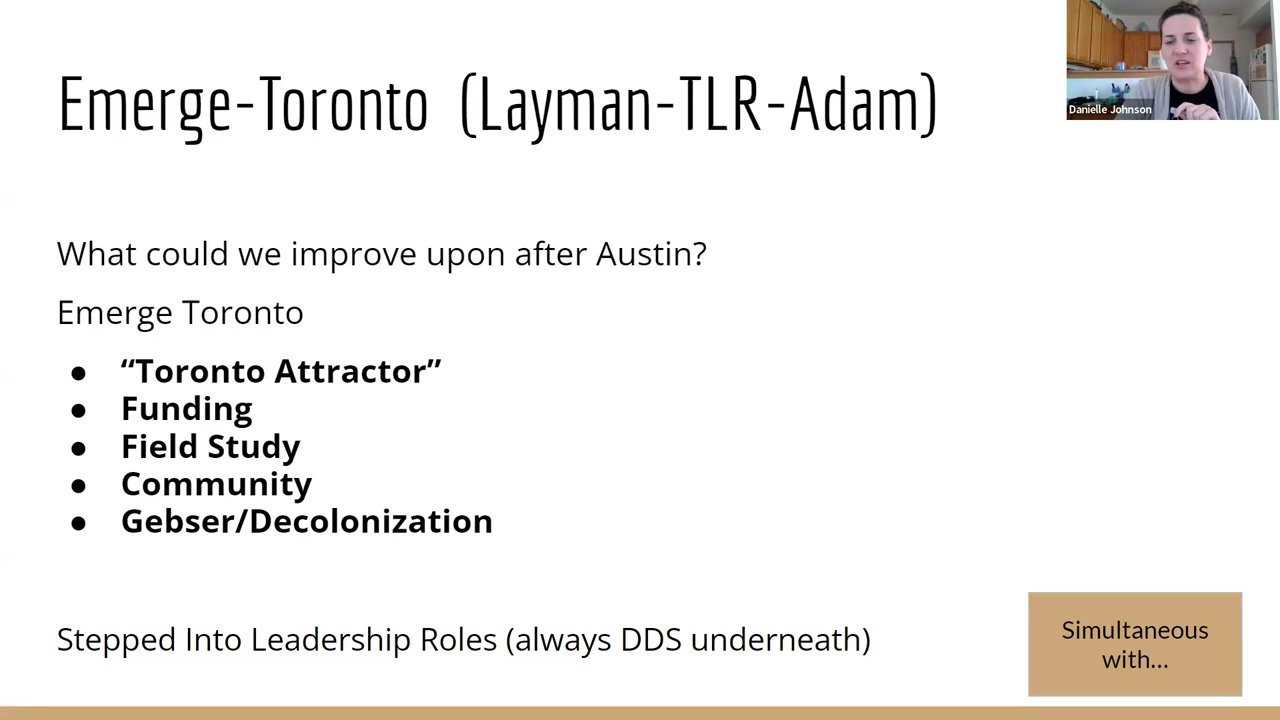 Emerge-Toronto (Layman-TLR-Adam)
Danielle Johnson
What could we improve upon after Austin?
Emerge Toronto
● “Toronto Attractor”
● Funding
● Field Study
● Community
● Gebser/Decolonization
Stepped Into Leadership Roles (always DDS underneath)
Simultaneous
with...